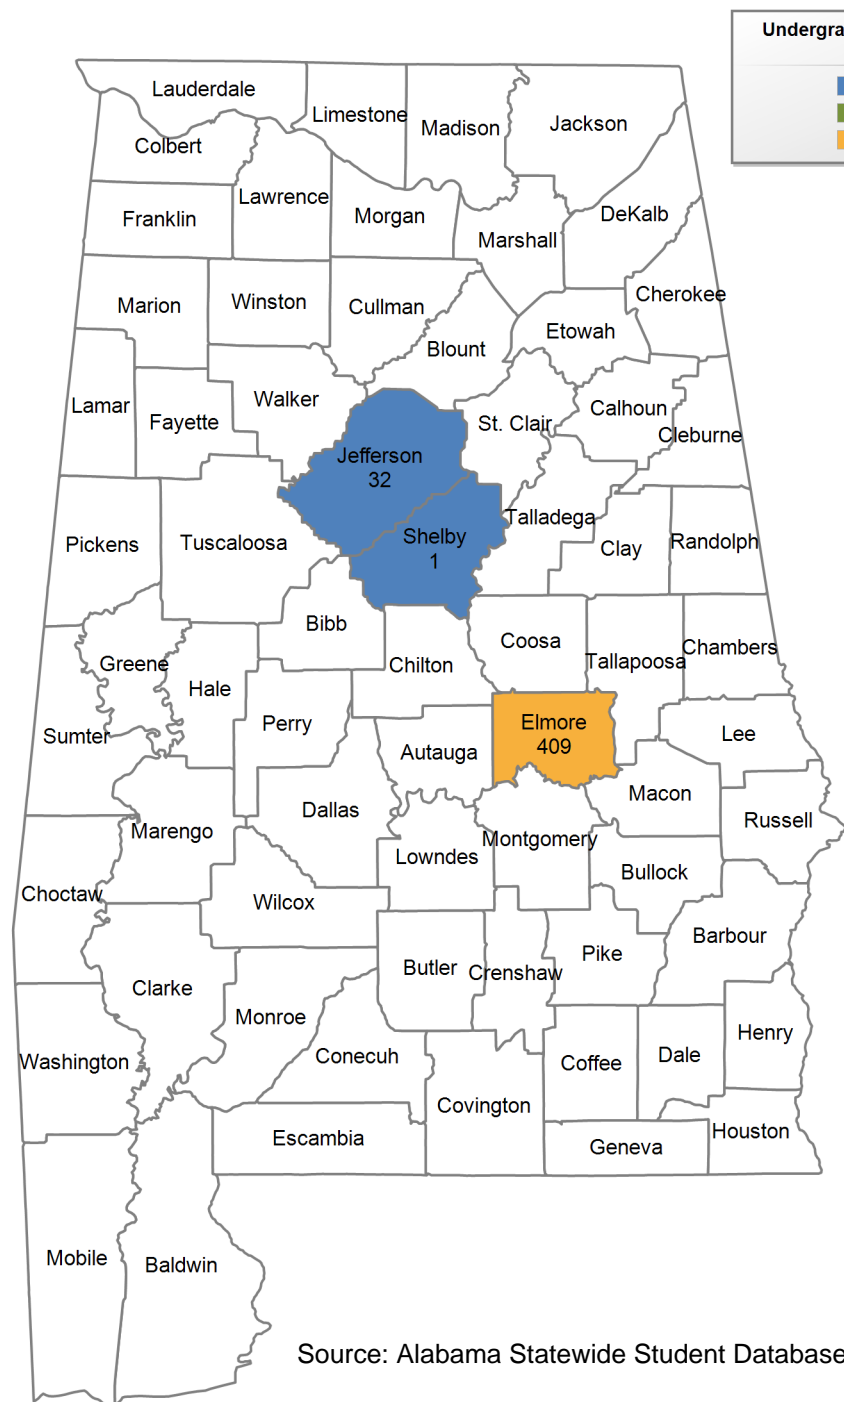 Undergra
Lauderdale
Limestone
Madison
Jackson
Colbert
Lawrence
Franklin
Morgan
DeKalb
Marshall
Cherokee
Marion
Winston
Cullman
Etowah
Blount
Lamar
Walker
Calhoun
Fayette
St. Clair
Cleburne
Jefferson
32
Talladega
Shelby
1
Pickens
Tuscaloosa
Clay
Randolph
Bibb
Coosa
Chambers
Greene
Chilton
Tallapoosa
Hale
Perry
Elmore
409
Sumter
Autauga
Lee
Macon
Dallas
Russell
Marengo
Montgomery
Lowndes
Bullock
Choctaw
Wilcox
Barbour
Butler
Crenshaw
Pike
Clarke
Monroe
Henry
Washington
Conecuh
Coffee
Dale
Covington
Escambia
Geneva
Houston
Mobile
Baldwin
Source: Alabama Statewide Student Database